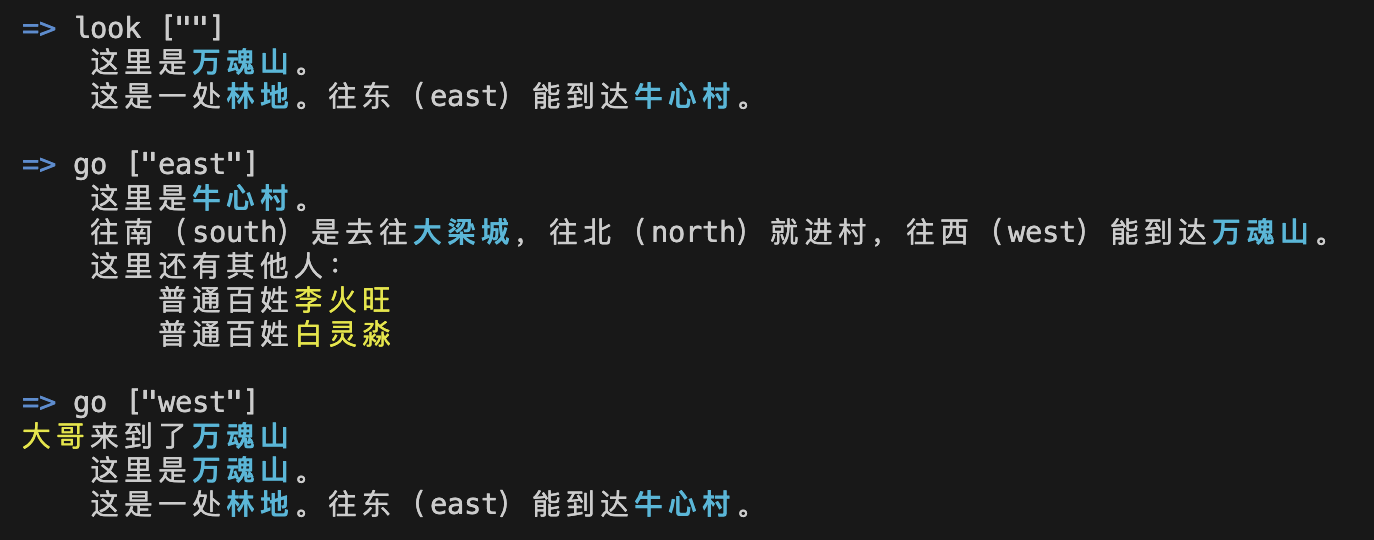 => look [""]
这里是万魂山。
这是一处林地。往东（east）能到达牛心村。
=> go ["east"]
这里是牛心村。
往南（south）是去往大梁城，往北（north）就进村，往西（west）能到达万魂山。
这里还有其他人：
普通百姓李火旺
普通百姓白灵淼
=> go ["west"]
大哥来到了万魂山
这里是万魂山。
这是一处林地。往东（east）能到达牛心村。